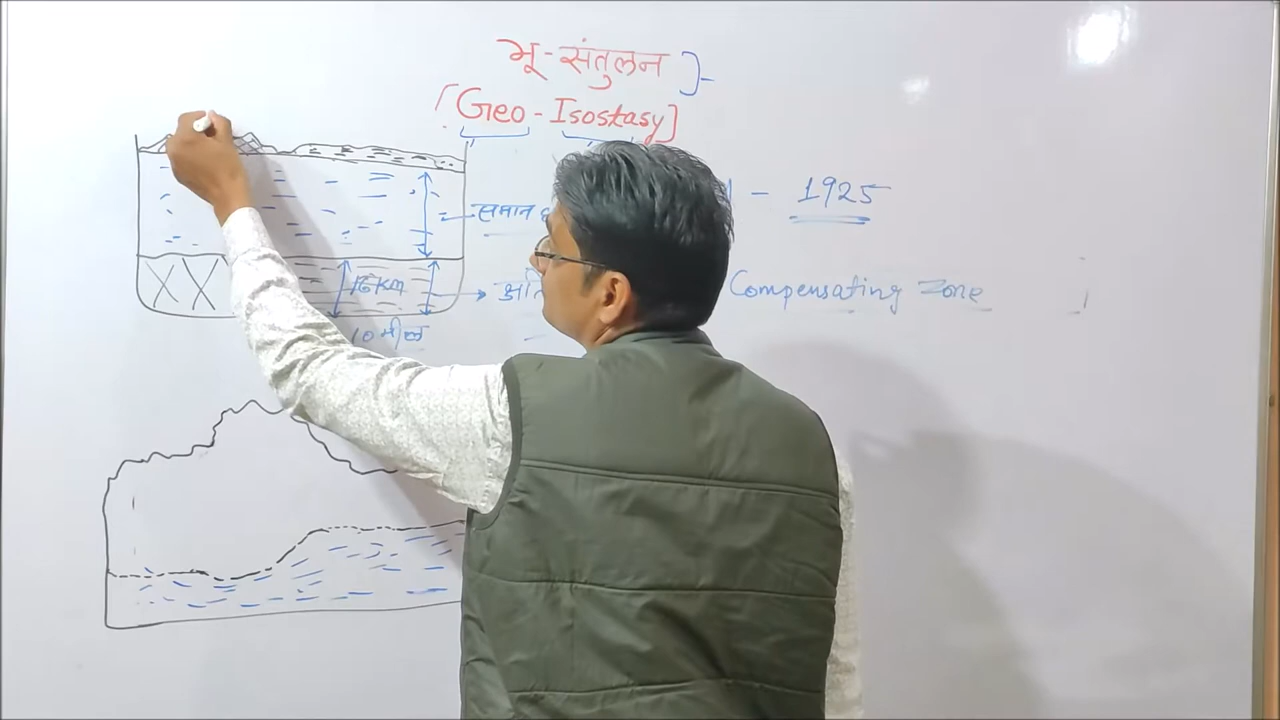 भू-संतुलन
[Geo-Isostasy]
- 1925
समान
16 KM
Compensating Zone
10 मील